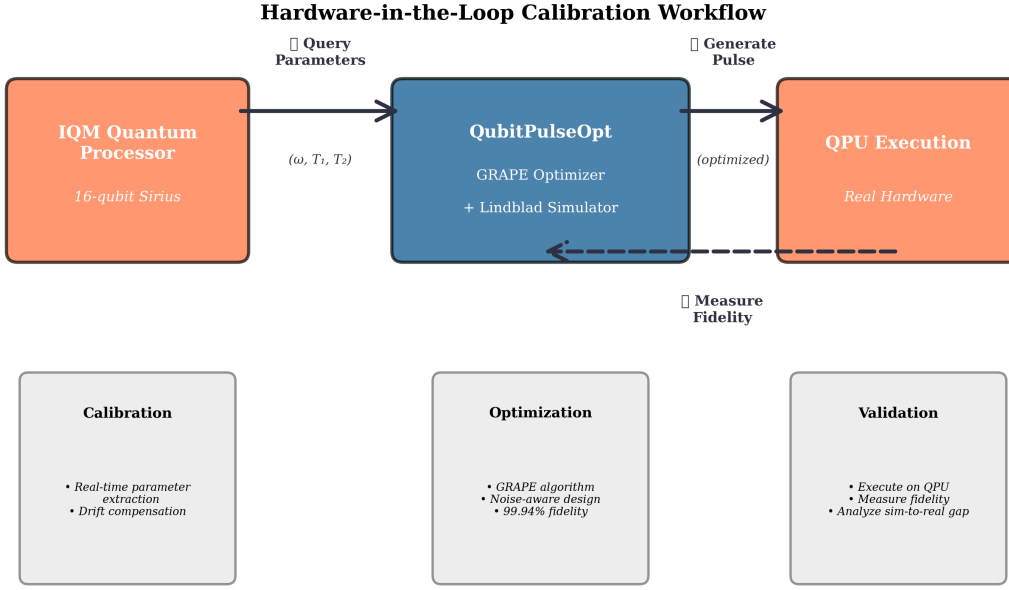 Hardware-in-the-Loop Calibration Workflow
Query
Parameters
Generate
Pulse
IQM Quantum
Processor
16-qubit Sirius
(ω, T₁, T₂)
QubitPulseOpt
GRAPE Optimizer
+ Lindblad Simulator
(optimized)
QPU Execution
Real Hardware
Measure
Fidelity
Calibration
• Real-time parameter
extraction
• Drift compensation
Optimization
• GRAPE algorithm
• Noise-aware design
• 99.94% fidelity
Validation
• Execute on QPU
• Measure fidelity
• Analyze sim-to-real gap